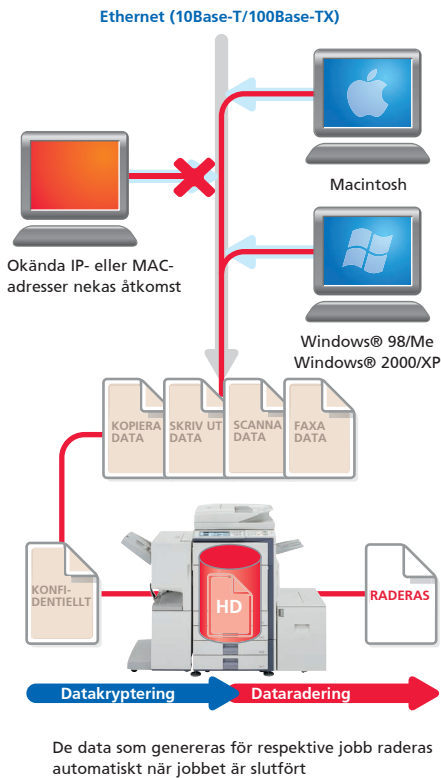 Ethernet (10Base-T/100Base-TX)
Macintosh
Okända IP- eller MAC-
adresser nekas åtkomst
Windows® 98/Me
Windows® 2000/XP
KOPIERA
DATA
SKRIV UT
DATA
SCANNA
DATA
FAXA
DATA
KONFI-
DENTIELLT
HD
RADERAS
Datakryptering
Dataradering
De data som genereras för respektive jobb raderas
automatiskt när jobbet är slutfört